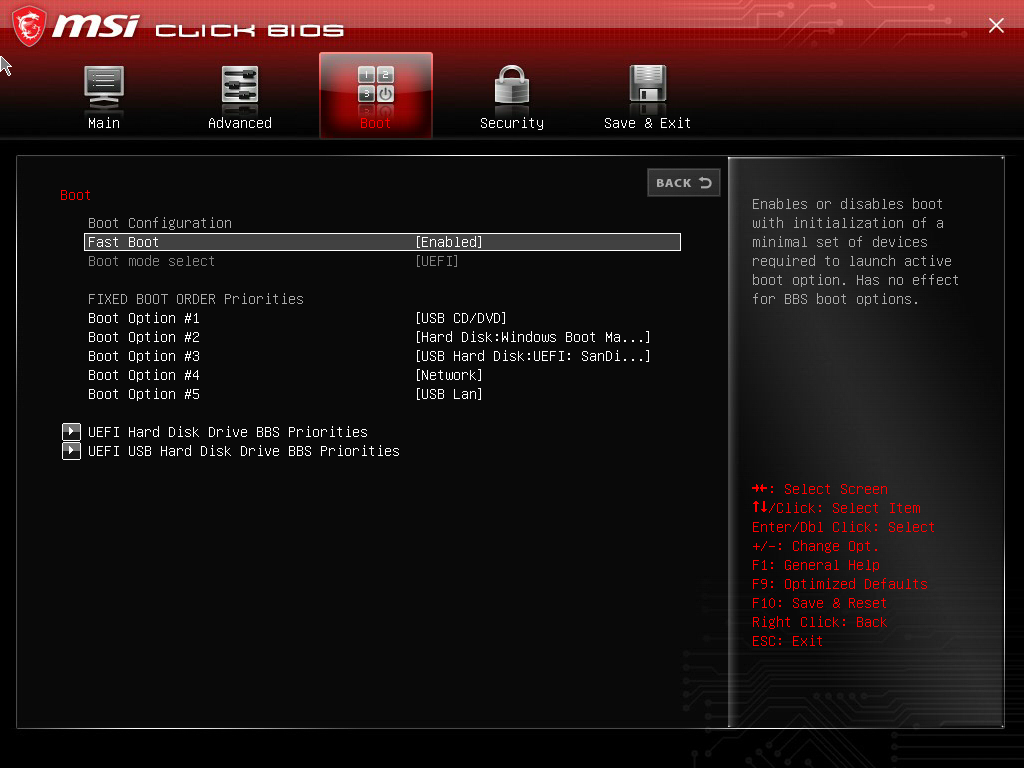 msi CLICK BIOS
Main
Advanced
1 2
3
Boot
Security
Save & Exit
BACK
Boot
Boot Configuration
Fast Boot [Enabled]
Boot mode select [UEFI]
FIXED BOOT ORDER Priorities
Boot Option #1 [USB CD/DVD]
Boot Option #2 [Hard Disk:Windows Boot Ma...]
Boot Option #3 [USB Hard Disk:UEFI: SanDi...]
Boot Option #4 [Network]
Boot Option #5 [USB Lan]
UEFI Hard Disk Drive BBS Priorities
UEFI USB Hard Disk Drive BBS Priorities
Enables or disables boot
with initialization of a
minimal set of devices
required to launch active
boot option. Has no effect
for BBS boot options.
→←: Select Screen
↑↓/Click: Select Item
Enter/Dbl Click: Select
+/-: Change Opt.
F1: General Help
F9: Optimized Defaults
F10: Save & Reset
Right Click: Back
ESC: Exit